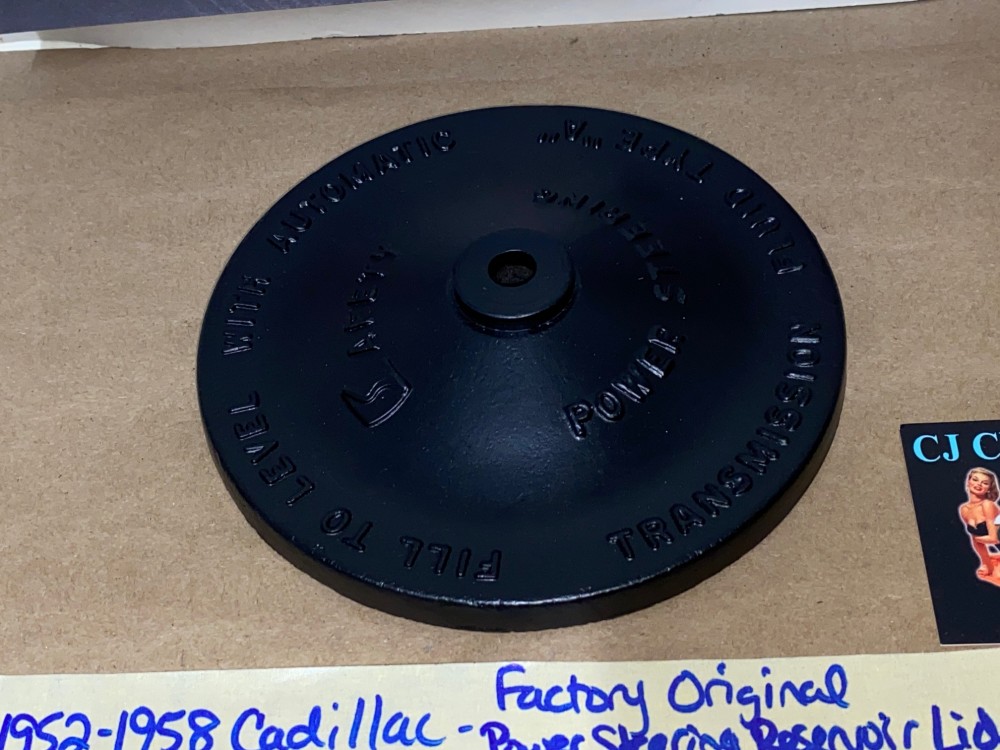 FILL TO LEVEL WITH AUTOMATIC
TRANSMISSION FLUID TYPE "A"
SAFETY
POWER STEERING
CJ
1952-1958 Cadillac - Factory Original
Power Steering Reservoir Lid